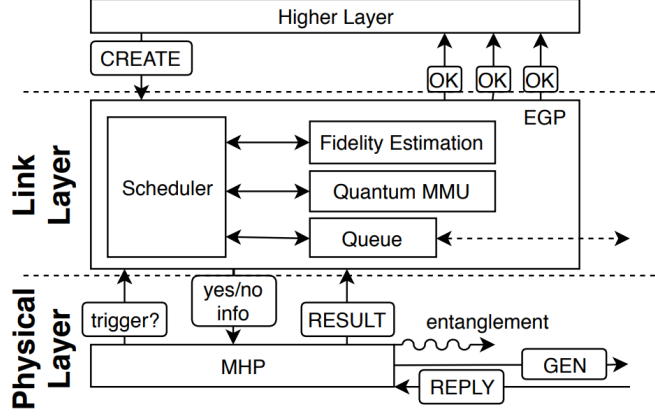 Higher Layer
CREATE
OK
OK
OK
EGP
Link
Layer
Scheduler
Fidelity Estimation
Quantum MMU
Queue
Physical
Layer
trigger?
yes/no
info
RESULT
entanglement
MHP
GEN
REPLY